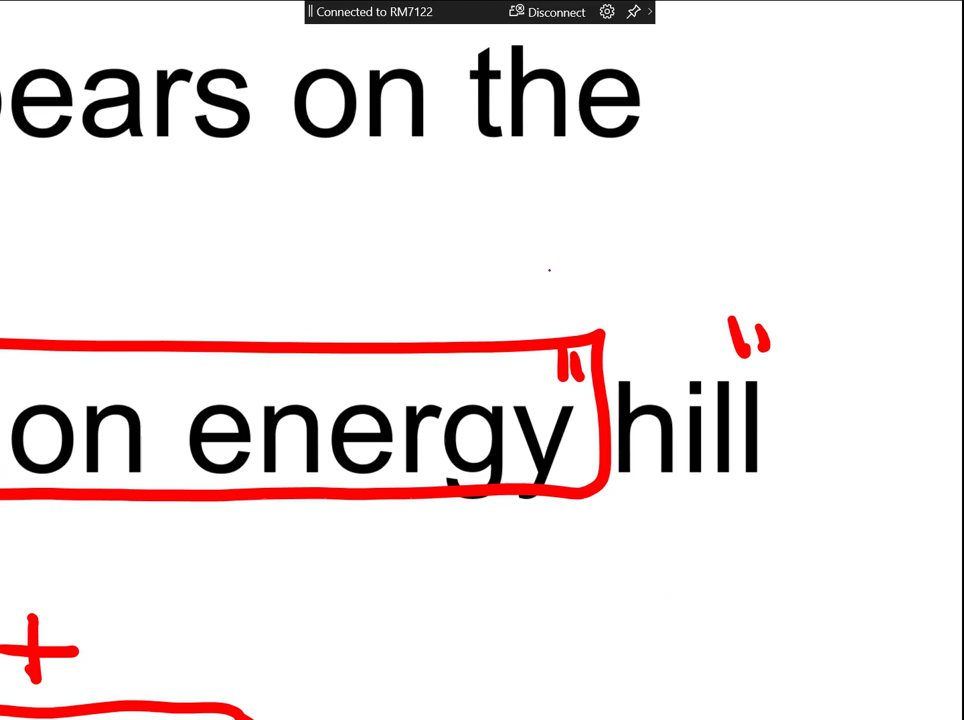 Connected to RM7122 Disconnect
ears on the
on energy" hill"
+